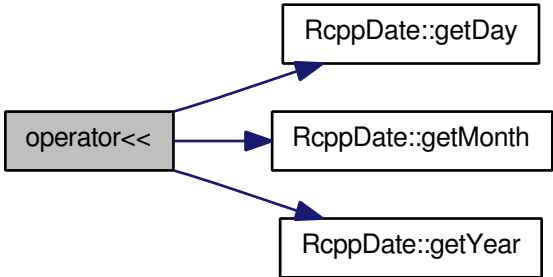 RcppDate::getDay
operator<<
RcppDate::getMonth
RcppDate::getYear